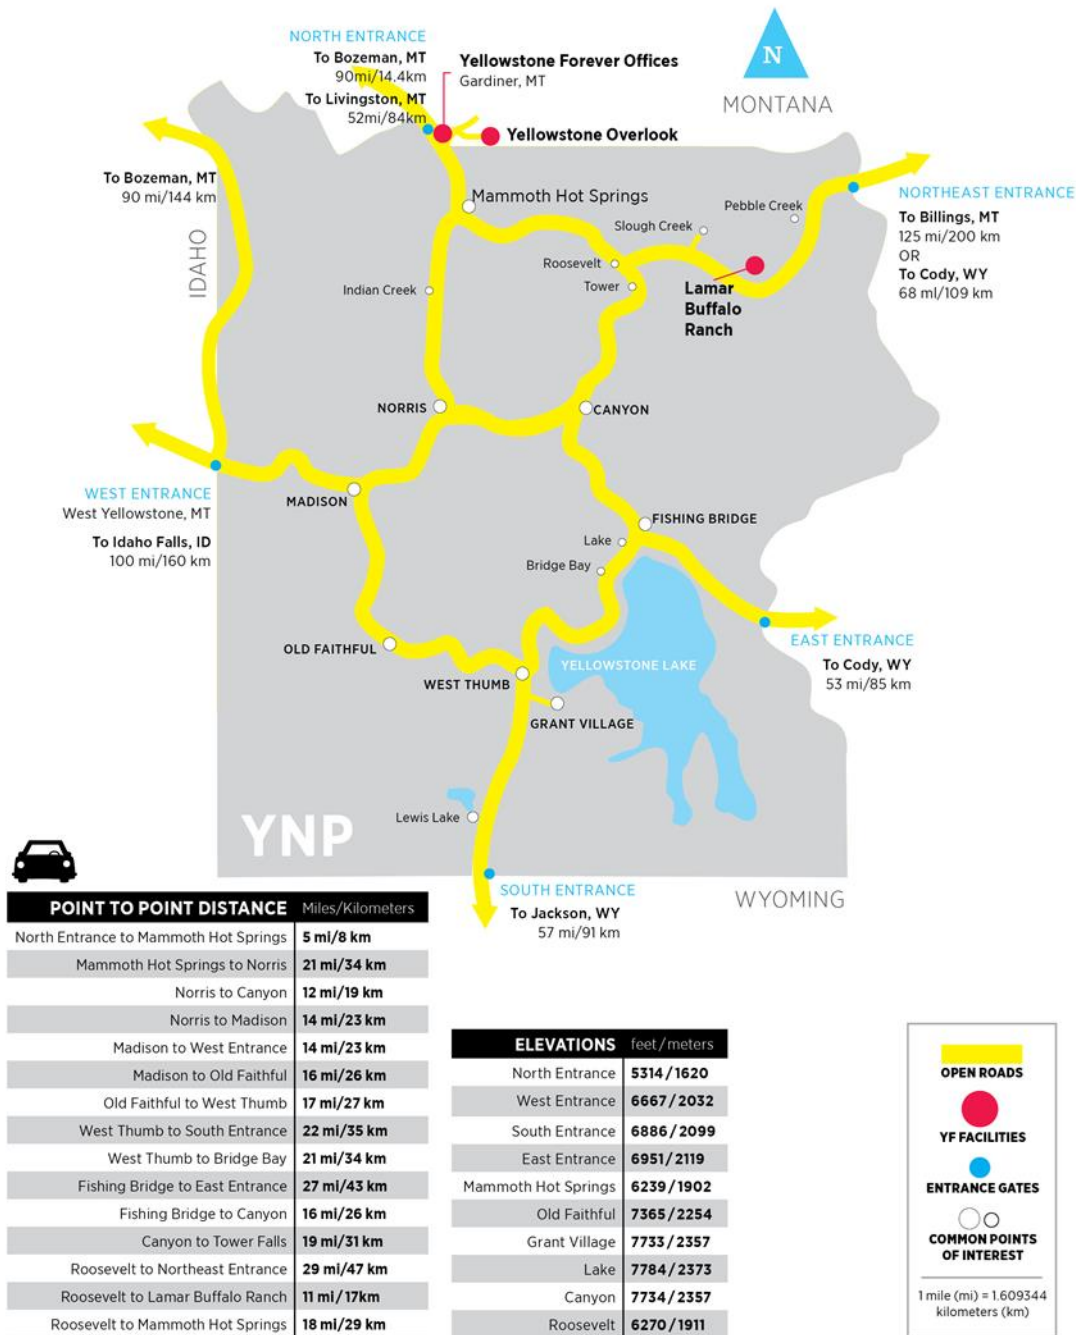 NORTH ENTRANCE
To Bozeman, MT
90mi/14.4km
To Livingston, MT
52mi/84km
Yellowstone Forever Offices
Gardiner, MT
Yellowstone Overlook
N
MONTANA
To Bozeman, MT
90 mi/144 km
IDAHO
Mammoth Hot Springs
Pebble Creek
Slough Creek
Roosevelt
Tower
Indian Creek
Lamar
Buffalo
Ranch
NORTHEAST ENTRANCE
To Billings, MT
125 mi/200 km
OR
To Cody, WY
68 ml/109 km
NORRIS
CANYON
WEST ENTRANCE
West Yellowstone, MT
To Idaho Falls, ID
100 mi/160 km
MADISON
FISHING BRIDGE
Lake
Bridge Bay
OLD FAITHFUL
WEST THUMB
YELLOWSTONE LAKE
GRANT VILLAGE
EAST ENTRANCE
To Cody, WY
53 mi/85 km
Lewis Lake
YNP
SOUTH ENTRANCE
To Jackson, WY
57 mi/91 km
WYOMING
POINT TO POINT DISTANCE Miles/Kilometers
North Entrance to Mammoth Hot Springs 5 mi/8 km
Mammoth Hot Springs to Norris 21 mi/34 km
Norris to Canyon 12 mi/19 km
Norris to Madison 14 mi/23 km
Madison to West Entrance 14 mi/23 km
Madison to Old Faithful 16 mi/26 km
Old Faithful to West Thumb 17 mi/27 km
West Thumb to South Entrance 22 mi/35 km
West Thumb to Bridge Bay 21 mi/34 km
Fishing Bridge to East Entrance 27 mi/43 km
Fishing Bridge to Canyon 16 mi/26 km
Canyon to Tower Falls 19 mi/31 km
Roosevelt to Northeast Entrance 29 mi/47 km
Roosevelt to Lamar Buffalo Ranch 11 mi/17km
Roosevelt to Mammoth Hot Springs 18 mi/29 km
ELEVATIONS feet/meters
North Entrance 5314/1620
West Entrance 6667/2032
South Entrance 6886/2099
East Entrance 6951/2119
Mammoth Hot Springs 6239/1902
Old Faithful 7365/2254
Grant Village 7733/2357
Lake 7784/2373
Canyon 7734/2357
Roosevelt 6270/1911
OPEN ROADS
YF FACILITIES
ENTRANCE GATES
COMMON POINTS
OF INTEREST
1 mile (mi) = 1.609344
kilometers (km)